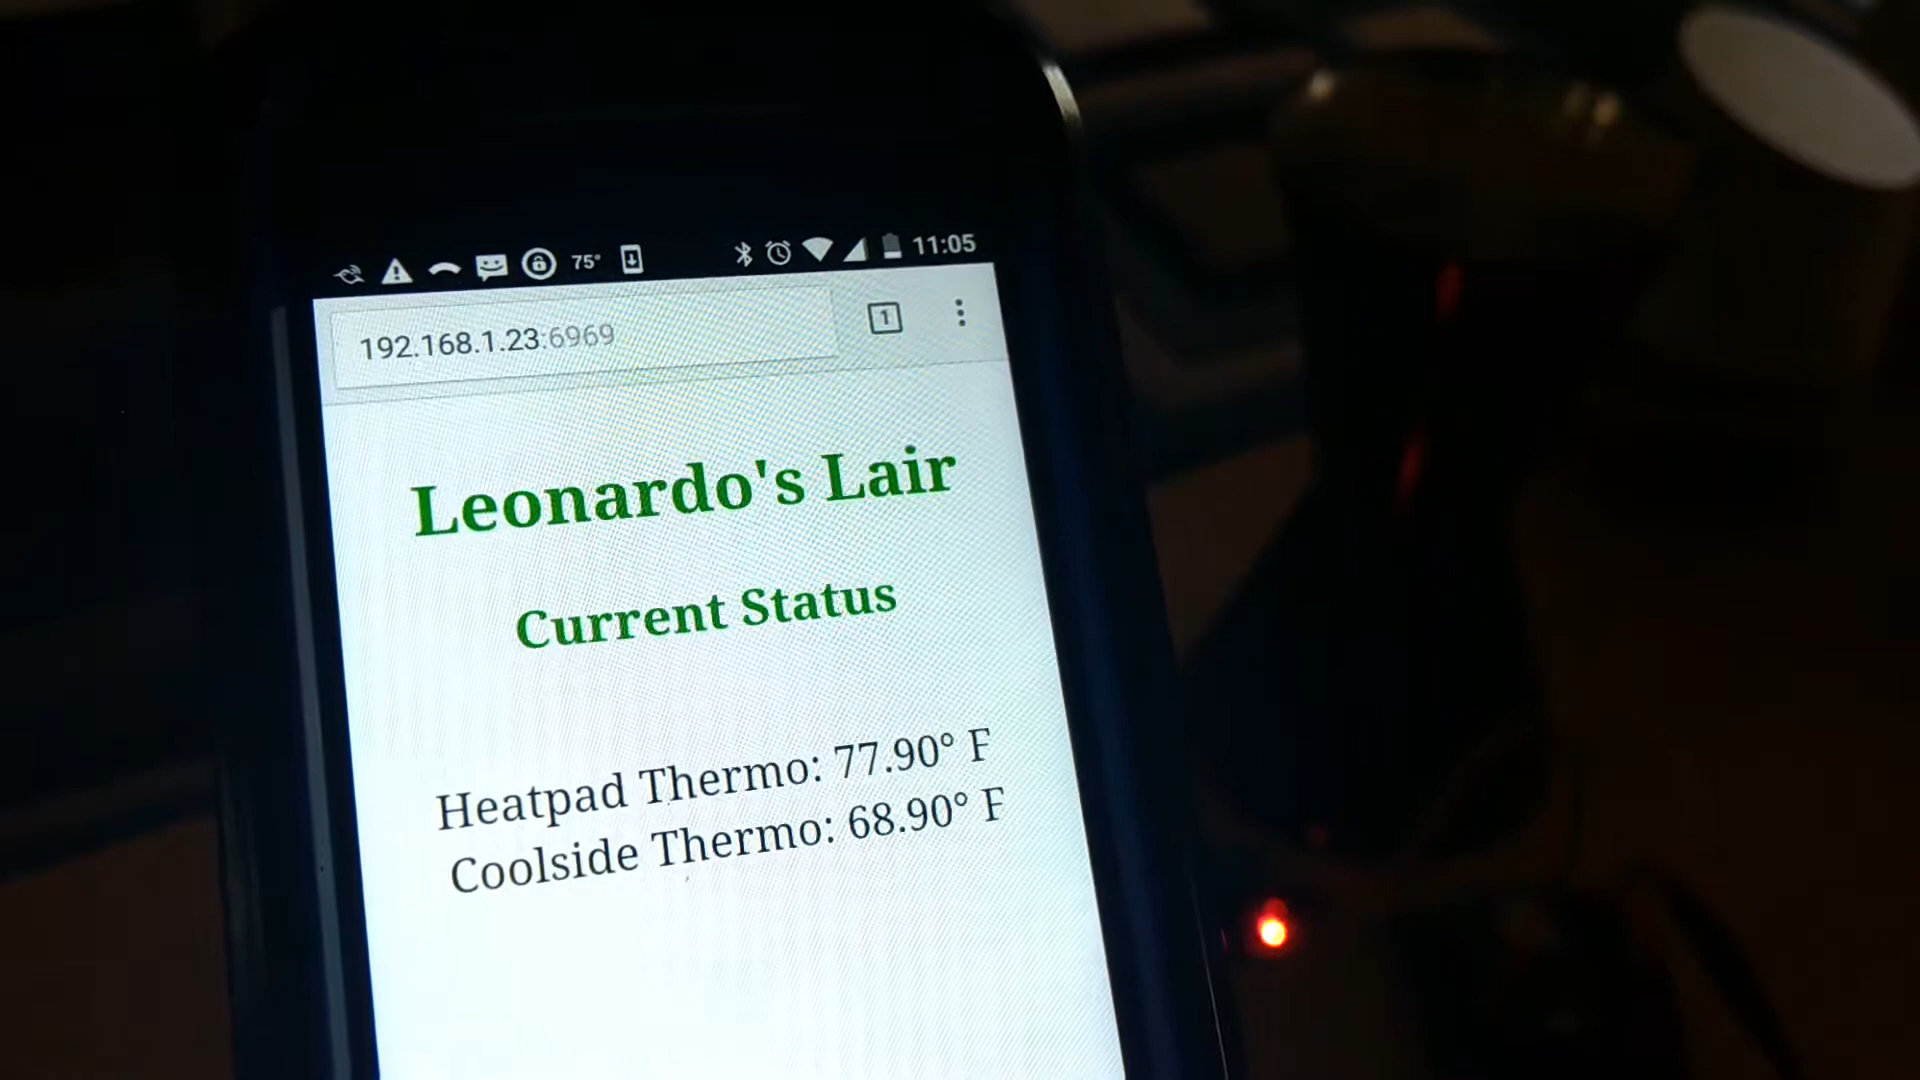 75° 11:05
192.168.1.23:6969 1
Leonardo's Lair
Current Status
Heatpad Thermo: 77.90° F
Coolside Thermo: 68.90° F